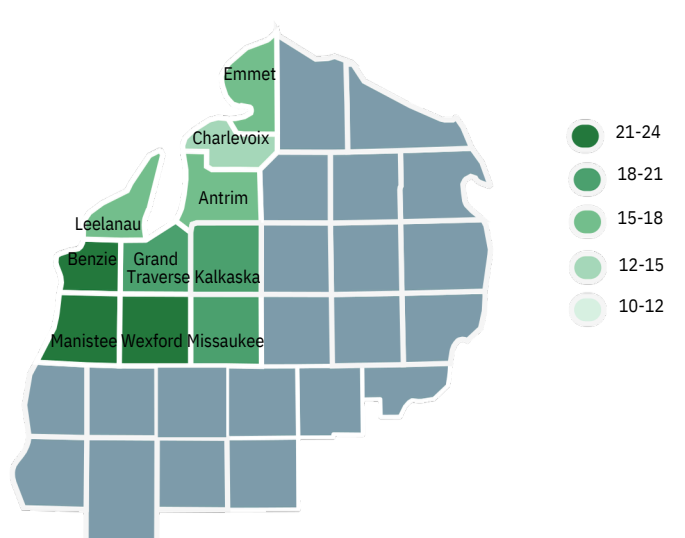 Emmet
Charlevoix
Antrim
Leelanau
Benzie
Grand
Traverse
Kalkaska
Manistee
Wexford
Missaukee
21-24
18-21
15-18
12-15
10-12